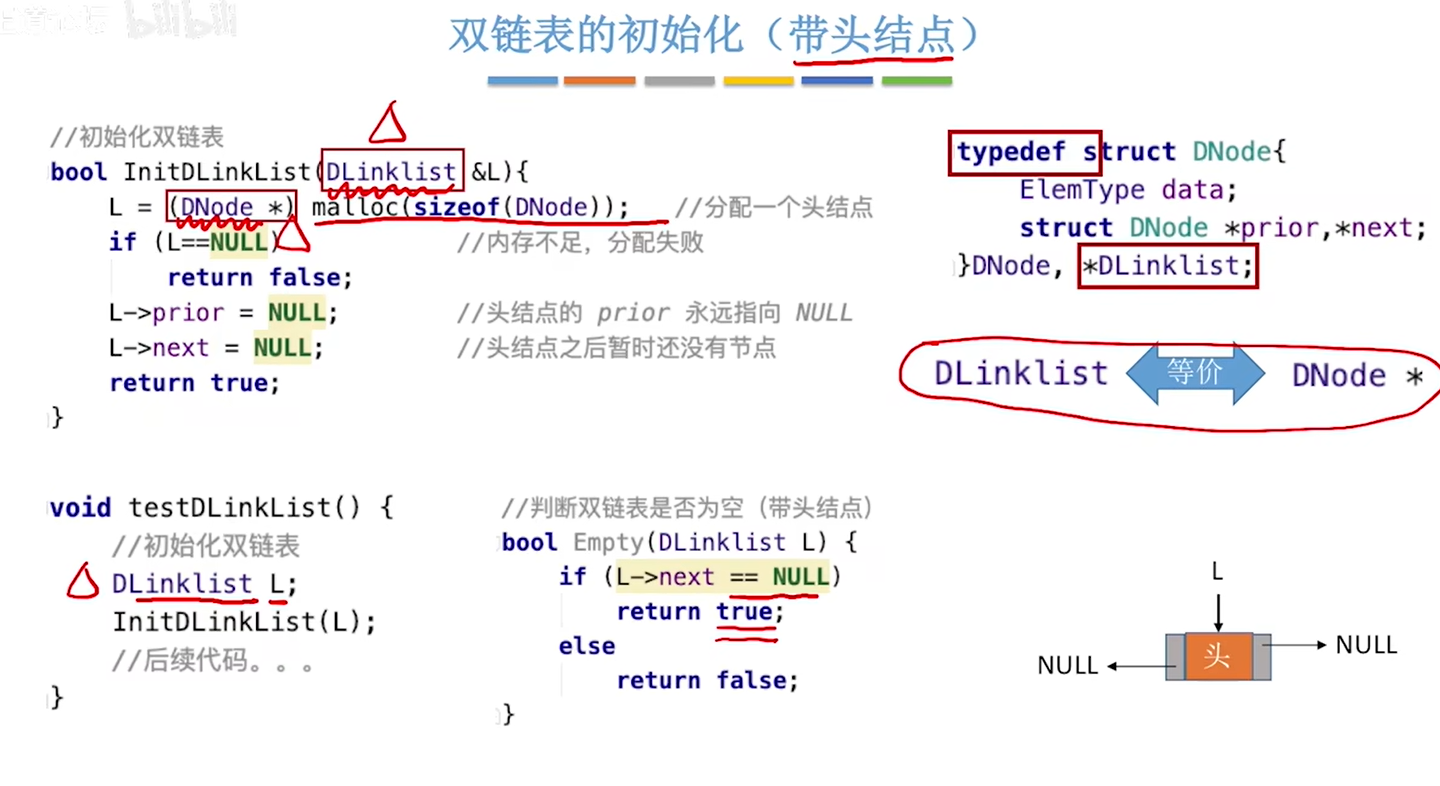 bilibili
双链表的初始化（带头结点）
//初始化双链表
bool InitDLinkList(DLinklist &L){
L = (DNode *) malloc(sizeof(DNode)); //分配一个头结点
if (L==NULL) //内存不足，分配失败
return false;
L->prior = NULL; //头结点的 prior 永远指向 NULL
L->next = NULL; //头结点之后暂时还没有节点
return true;
}
typedef struct DNode{
ElemType data;
struct DNode *prior,*next;
}DNode, *DLinklist;
DLinklist 等价 DNode *
void testDLinkList() {
//初始化双链表
DLinklist L;
InitDLinkList(L);
//后续代码。。。
}
//判断双链表是否为空（带头结点）
bool Empty(DLinklist L) {
if (L->next == NULL)
return true;
else
return false;
}
L
NULL 头 NULL